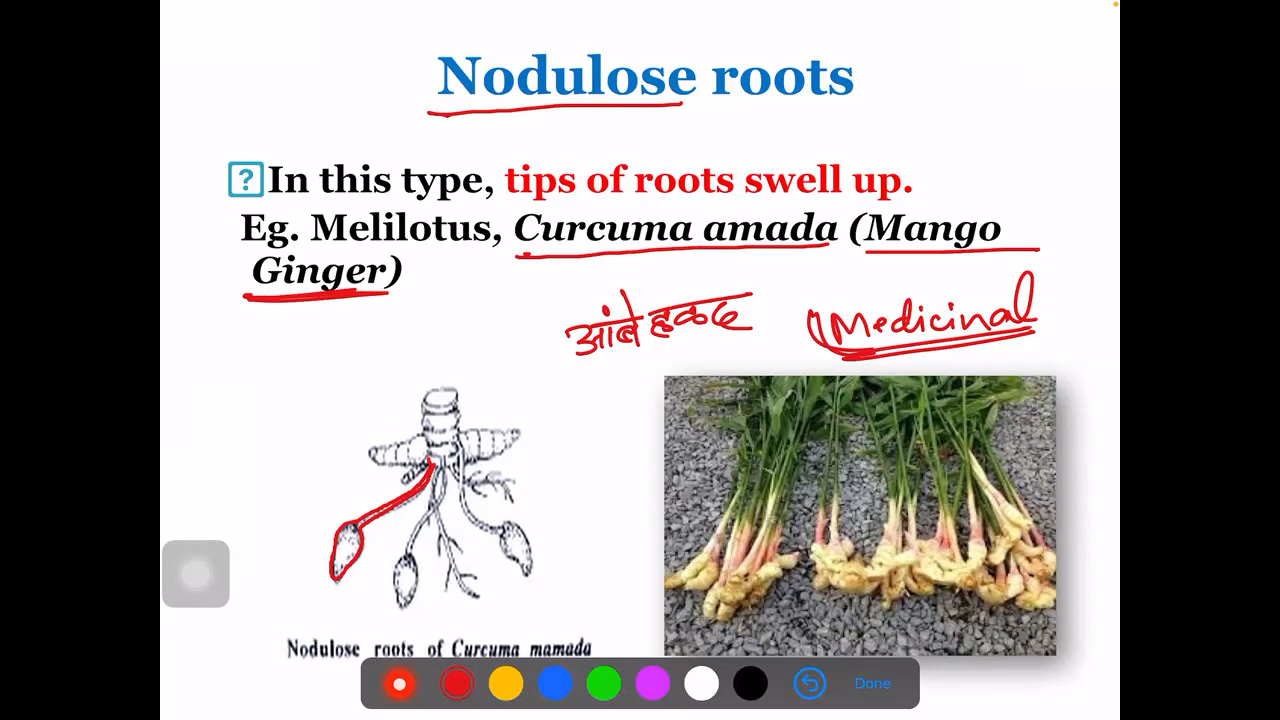 Nodulose roots
In this type, tips of roots swell up.
Eg. Melilotus, Curcuma amada (Mango
Ginger)
आंबे हळद
Medicinal
Nodulose roots of Curcuma mamada
Done